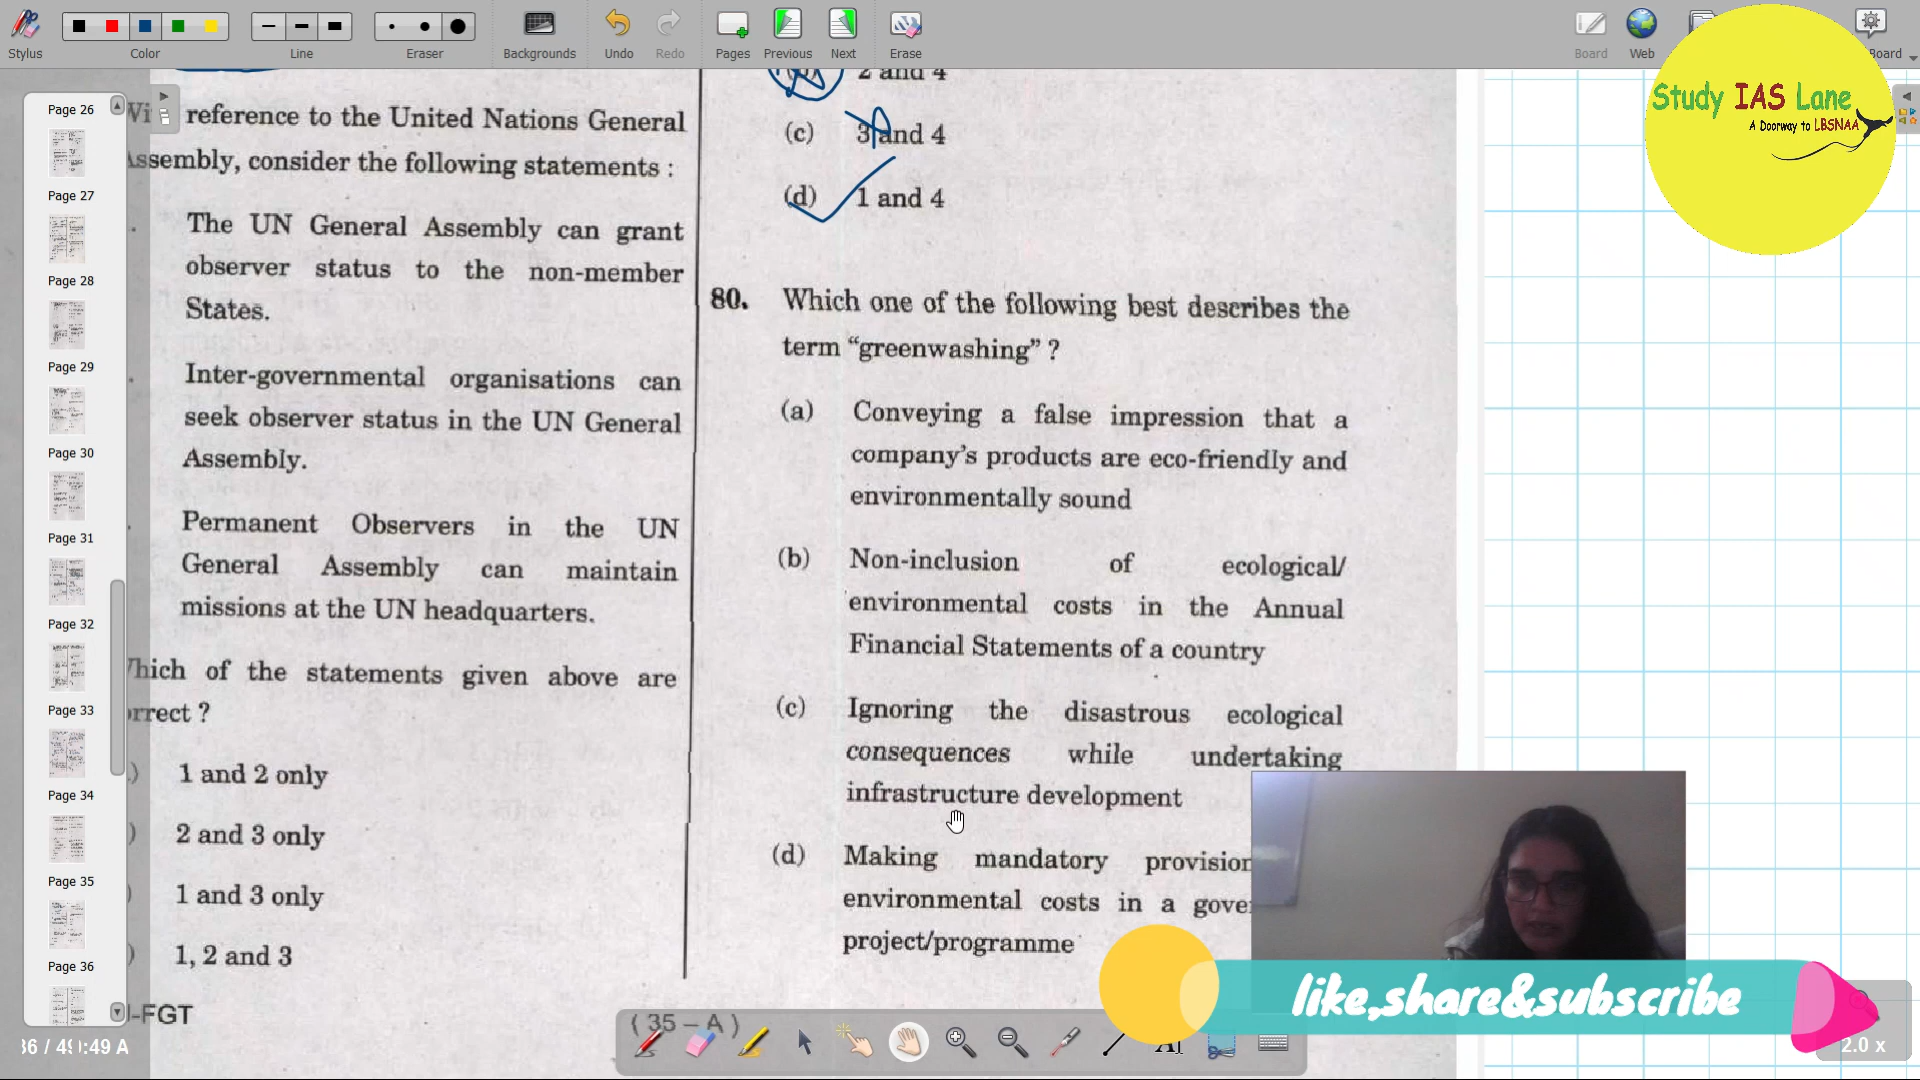 Stylus
Color
Line
Eraser
Backgrounds
Undo
Redo
Pages
Previous
Next
Erase
Board
Web
Board
Study IAS Lane
A Doorway to LBSNAA
Page 26
Page 27
Page 28
Page 29
Page 30
Page 31
Page 32
Page 33
Page 34
Page 35
Page 36
reference to the United Nations General
ssembly, consider the following statements :
The UN General Assembly can grant
observer status to the non-member
States.
Inter-governmental organisations can
seek observer status in the UN General
Assembly.
Permanent Observers in the UN
General Assembly can maintain
missions at the UN headquarters.
hich of the statements given above are
rrect ?
1 and 2 only
2 and 3 only
1 and 3 only
1, 2 and 3
-FGT
2 and 4
(c) 3 and 4
(d) 1 and 4
80. Which one of the following best describes the
term “greenwashing” ?
(a) Conveying a false impression that a
company’s products are eco-friendly and
environmentally sound
(b) Non-inclusion of ecological/
environmental costs in the Annual
Financial Statements of a country
(c) Ignoring the disastrous ecological
consequences while undertaking
infrastructure development
(d) Making mandatory provision
environmental costs in a gove
project/programme
( 35 – A )
like,share&subscribe
2.0 x